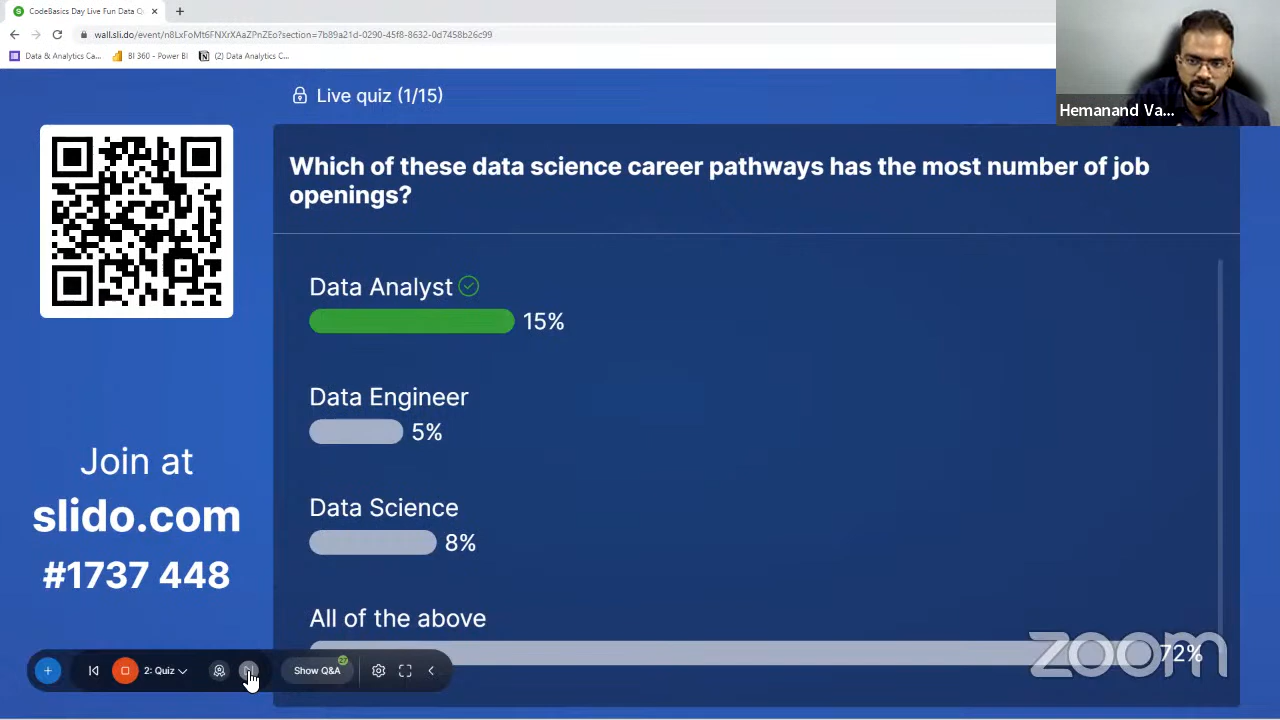 CodeBasics Day Live Fun Data Q
wall.sli.do/event/n8LxFoMt6FNXrXAaZPnZEo?section=7b89a21d-0290-45f8-8632-0d7458b26c99
Data & Analytics Ca...
BI 360 - Power BI
(2) Data Analytics C...
Hemanand Va...
Live quiz (1/15)
Which of these data science career pathways has the most number of job
openings?
Data Analyst
15%
Data Engineer
5%
Data Science
8%
All of the above
72%
Join at
slido.com
#1737 448
2: Quiz
Show Q&A
27
zoom